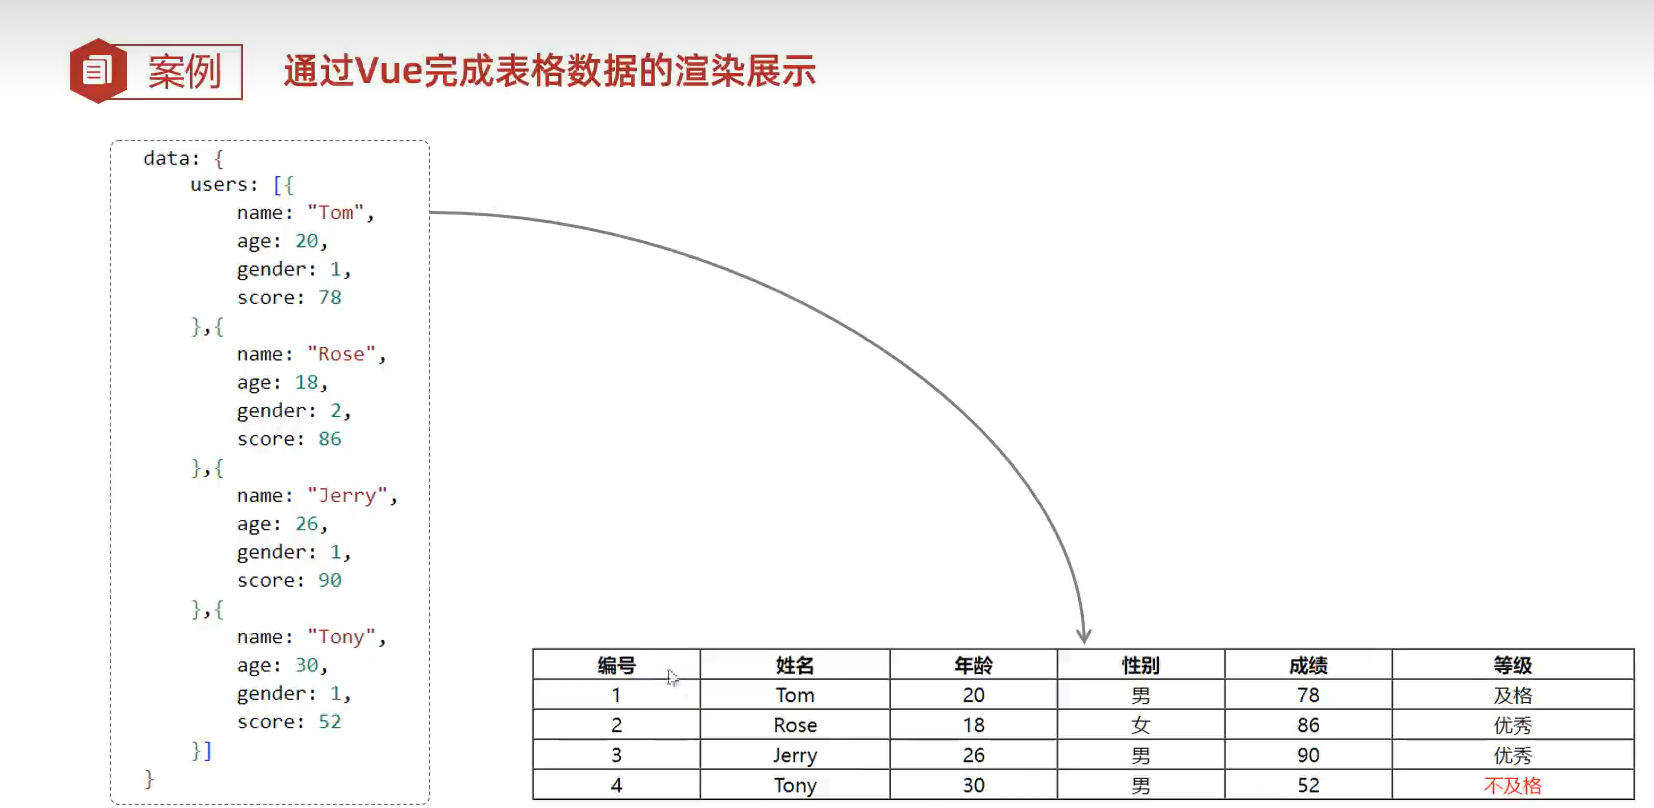 案例
通过Vue完成表格数据的渲染展示
data: {
users: [{
name: "Tom",
age: 20,
gender: 1,
score: 78
},{
name: "Rose",
age: 18,
gender: 2,
score: 86
},{
name: "Jerry",
age: 26,
gender: 1,
score: 90
},{
name: "Tony",
age: 30,
gender: 1,
score: 52
}]
}
编号 姓名 年龄 性别 成绩 等级
1 Tom 20 男 78 及格
2 Rose 18 女 86 优秀
3 Jerry 26 男 90 优秀
4 Tony 30 男 52 不及格